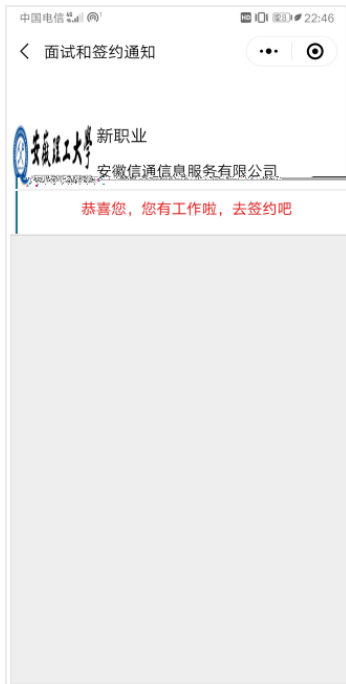 中国电信 22:46
面试和签约通知
安徽理工大學
新职业
安徽信通信息服务有限公司
恭喜您，您有工作啦，去签约吧